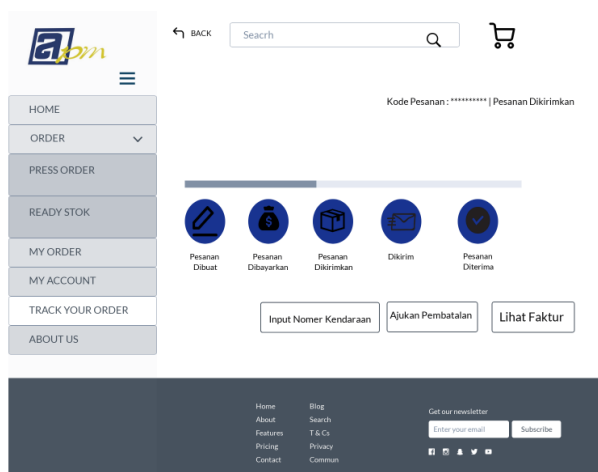 apm
BACK
Seacrh
HOME
ORDER
PRESS ORDER
READY STOK
MY ORDER
MY ACCOUNT
TRACK YOUR ORDER
ABOUT US
Kode Pesanan : ********** | Pesanan Dikirimkan
$
Pesanan
Dibuat
Pesanan
Dibayarkan
Pesanan
Dikirimkan
Dikirim
Pesanan
Diterima
Input Nomer Kendaraan
Ajukan Pembatalan
Lihat Faktur
Home
About
Features
Pricing
Contact
Blog
Search
T & Cs
Privacy
Commun
Get our newsletter
Enter your email
Subscribe